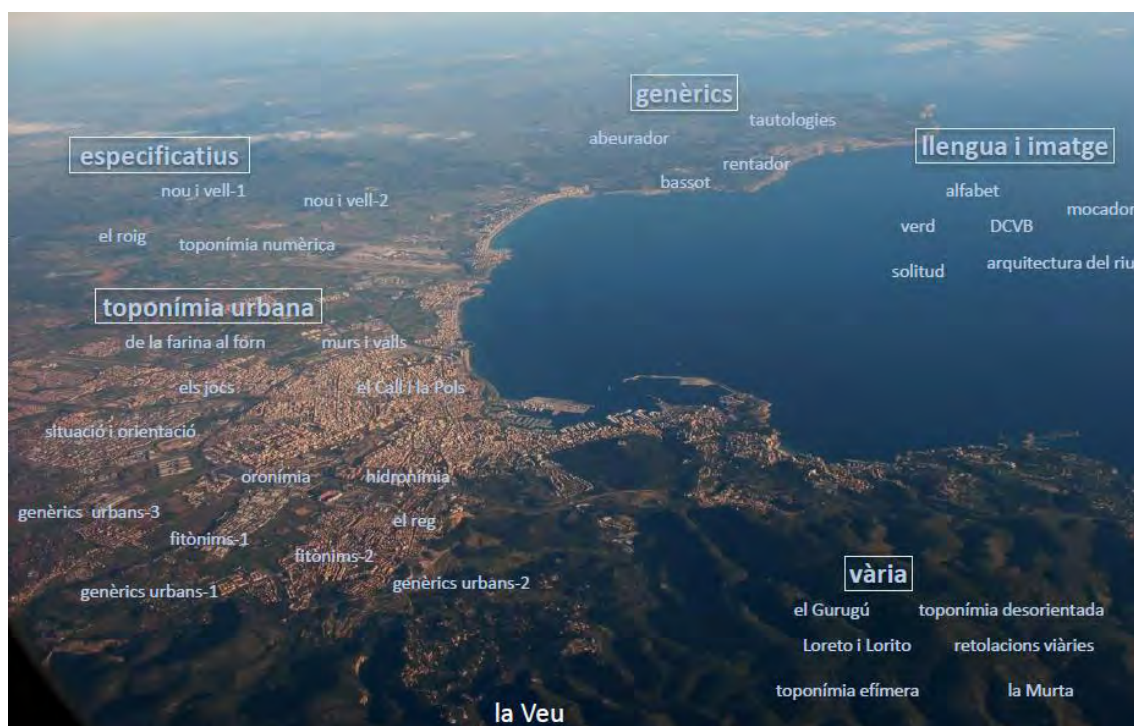 genèrics
tautologies
abeurador
rentador
bassot
especificatius
nou i vell-1
nou i vell-2
el roig
toponímia numèrica
llengua i imatge
alfabet
mocador
verd
DCVB
solitud
arquitectura del riu
toponímia urbana
de la farina al forn
murs i valls
els jocs
el Call i la Pols
situació i orientació
oronímia
hidronímia
genèrics urbans-3
el reg
fitònims-1
fitònims-2
genèrics urbans-1
genèrics urbans-2
vària
el Gurugú
toponímia desorientada
Loreto i Lorito
retolacions viàries
toponímia efímera
la Murta
la Veu